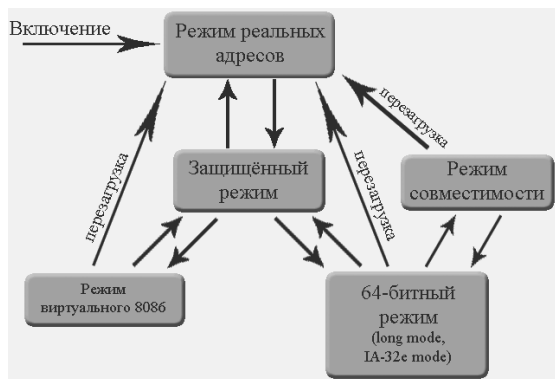 Включение
Режим реальных
адресов
перезагрузка
Защищённый
режим
Режим
совместимости
перезагрузка
перезагрузка
Режим
виртуального 8086
64-битный
режим
(long mode,
IA-32e mode)